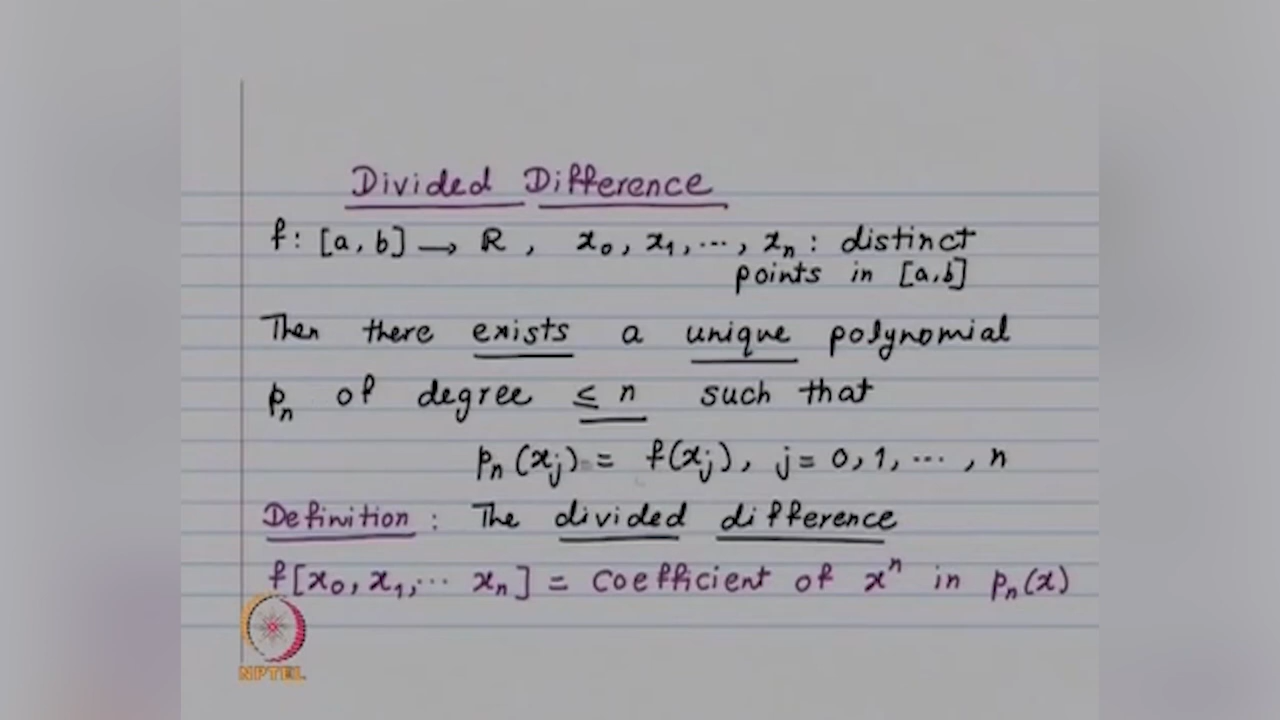 Divided Difference
f: [a, b] → R, x₀, x₁, ..., xₙ: distinct
points in [a,b]
Then there exists a unique polynomial
pₙ of degree ≤ n such that
pₙ(xⱼ) = f(xⱼ), j = 0, 1, ..., n
Definition: The divided difference
f[x₀, x₁, ... xₙ] = Coefficient of xⁿ in pₙ(x)
NPTEL